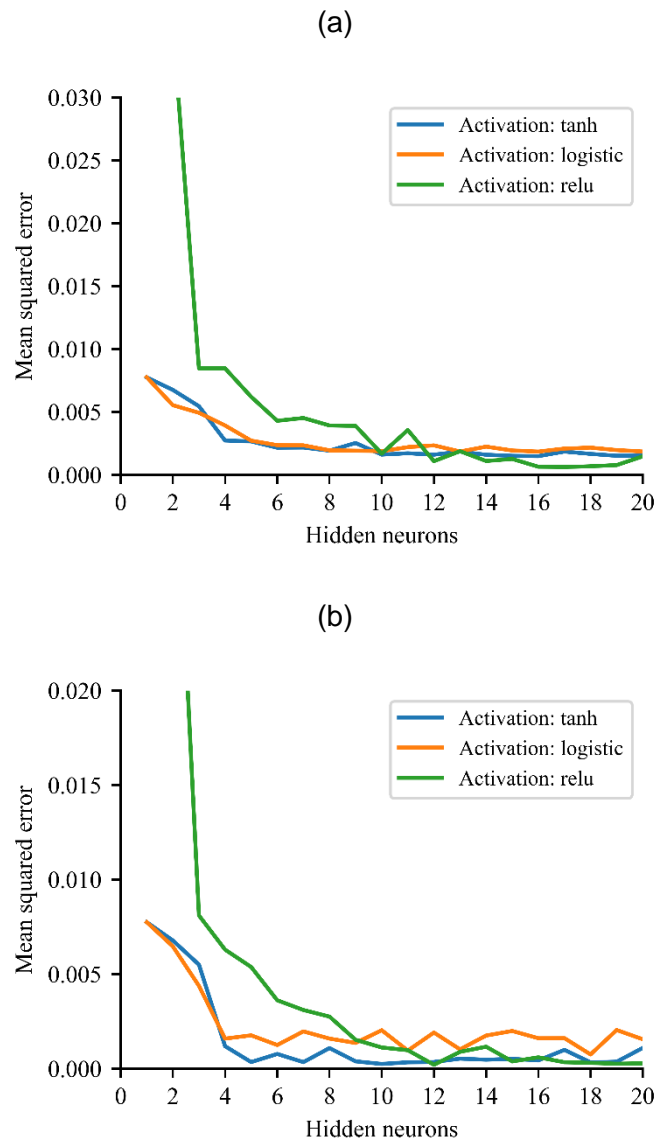 (a)
0.030
0.025
0.020
0.015
0.010
0.005
0.000
Mean squared error
Activation: tanh
Activation: logistic
Activation: relu
0 2 4 6 8 10 12 14 16 18 20
Hidden neurons
(b)
0.020
0.015
0.010
0.005
0.000
Mean squared error
Activation: tanh
Activation: logistic
Activation: relu
0 2 4 6 8 10 12 14 16 18 20
Hidden neurons